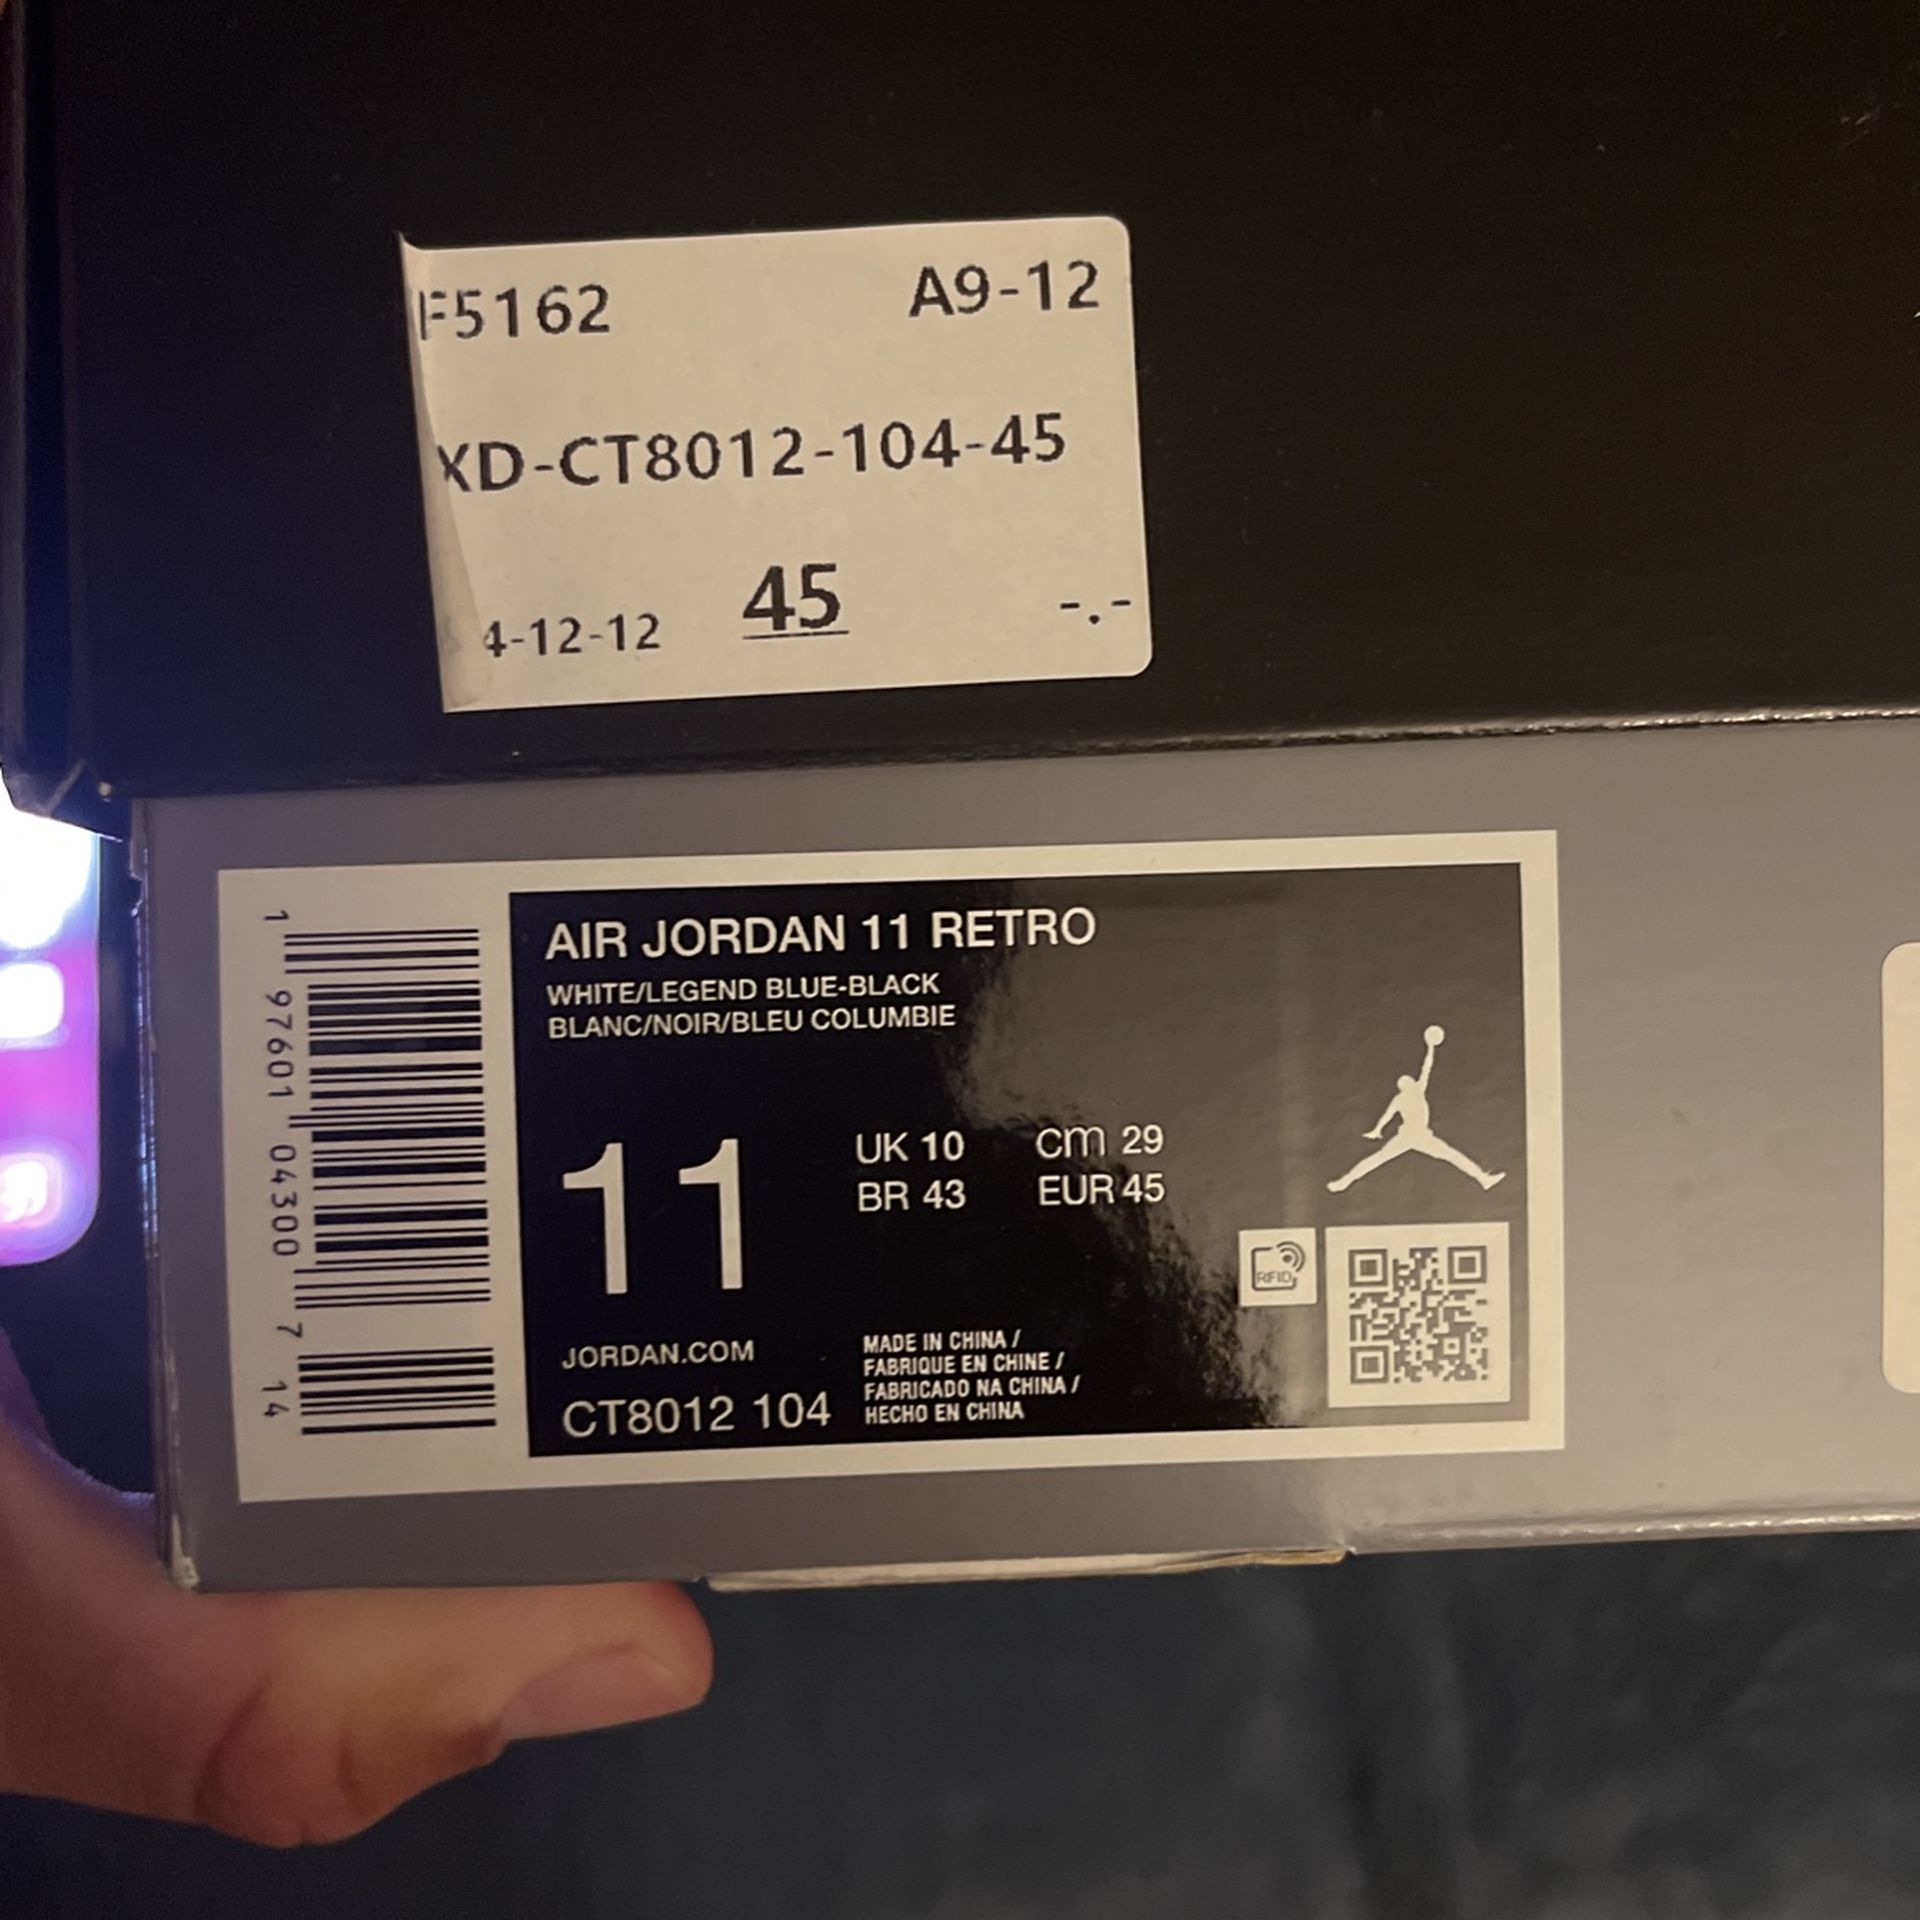 F5162 A9-12
XD-CT8012-104-45
4-12-12 45 -.-
AIR JORDAN 11 RETRO
WHITE/LEGEND BLUE-BLACK
BLANC/NOIR/BLEU COLUMBIE
11
UK 10 cm 29
BR 43 EUR 45
RFID
JORDAN.COM
CT8012 104
MADE IN CHINA /
FABRIQUE EN CHINE /
FABRICADO NA CHINA /
HECHO EN CHINA
1 97601 04300 7 14